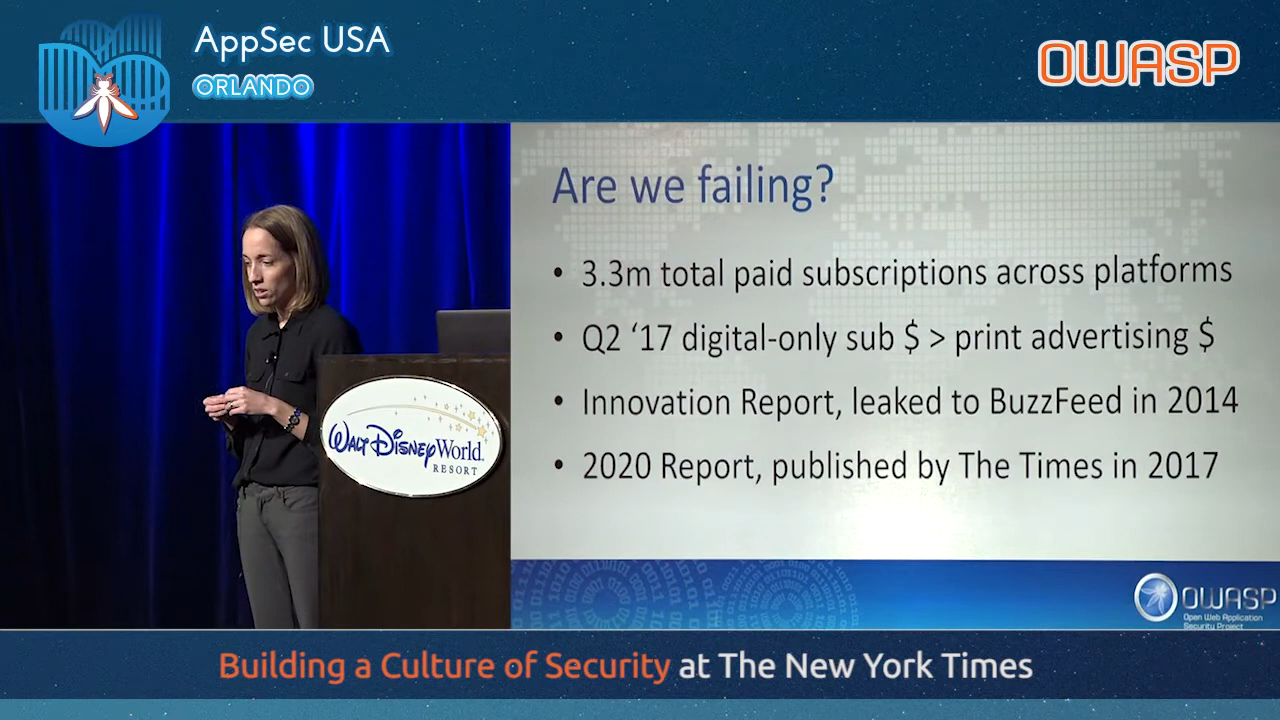 AppSec USA
ORLANDO
OWASP
Are we failing?
• 3.3m total paid subscriptions across platforms
• Q2 ‘17 digital-only sub $ > print advertising $
• Innovation Report, leaked to BuzzFeed in 2014
• 2020 Report, published by The Times in 2017
WALT DISNEY World
RESORT
OWASP
Open Web Application
Security Project
Building a Culture of Security at The New York Times